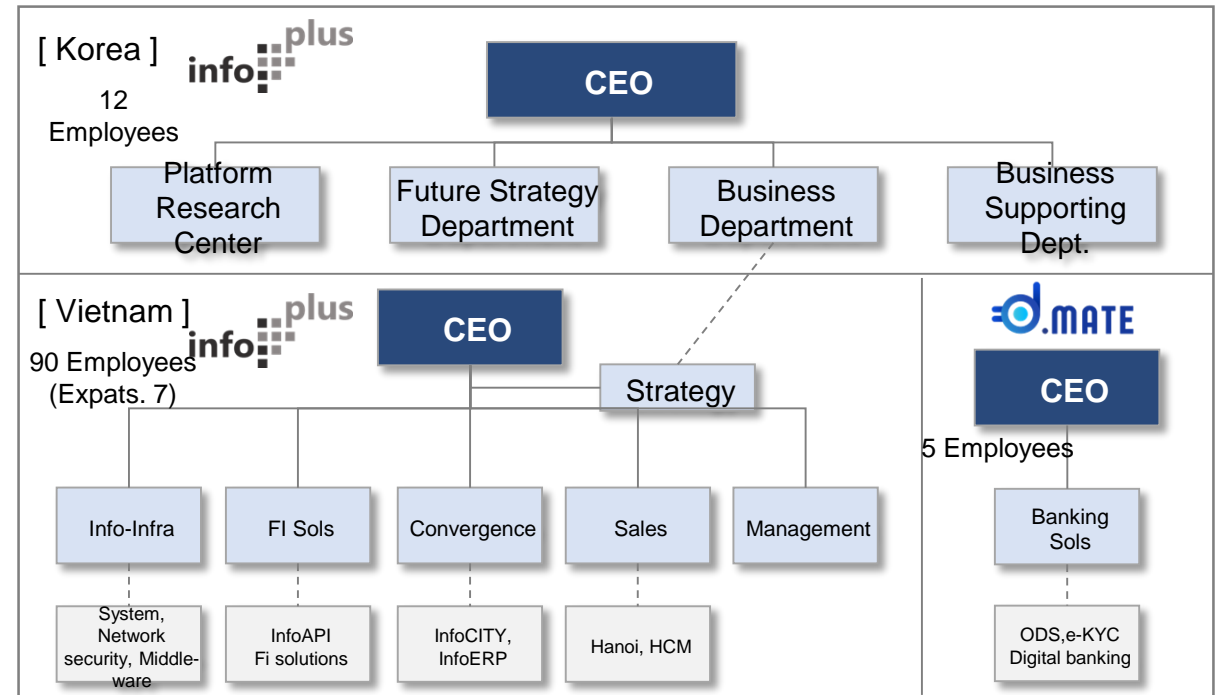 [ Korea ]
info plus
12
Employees
CEO
Platform
Research
Center
Future Strategy
Department
Business
Department
Business
Supporting
Dept.
[ Vietnam ]
info plus
90 Employees
(Expats. 7)
CEO
Strategy
Info-Infra
FI Sols
Convergence
Sales
Management
System,
Network
security, Middle-
ware
InfoAPI
Fi solutions
InfoCITY,
InfoERP
Hanoi, HCM
d.MATE
CEO
5 Employees
Banking
Sols
ODS,e-KYC
Digital banking